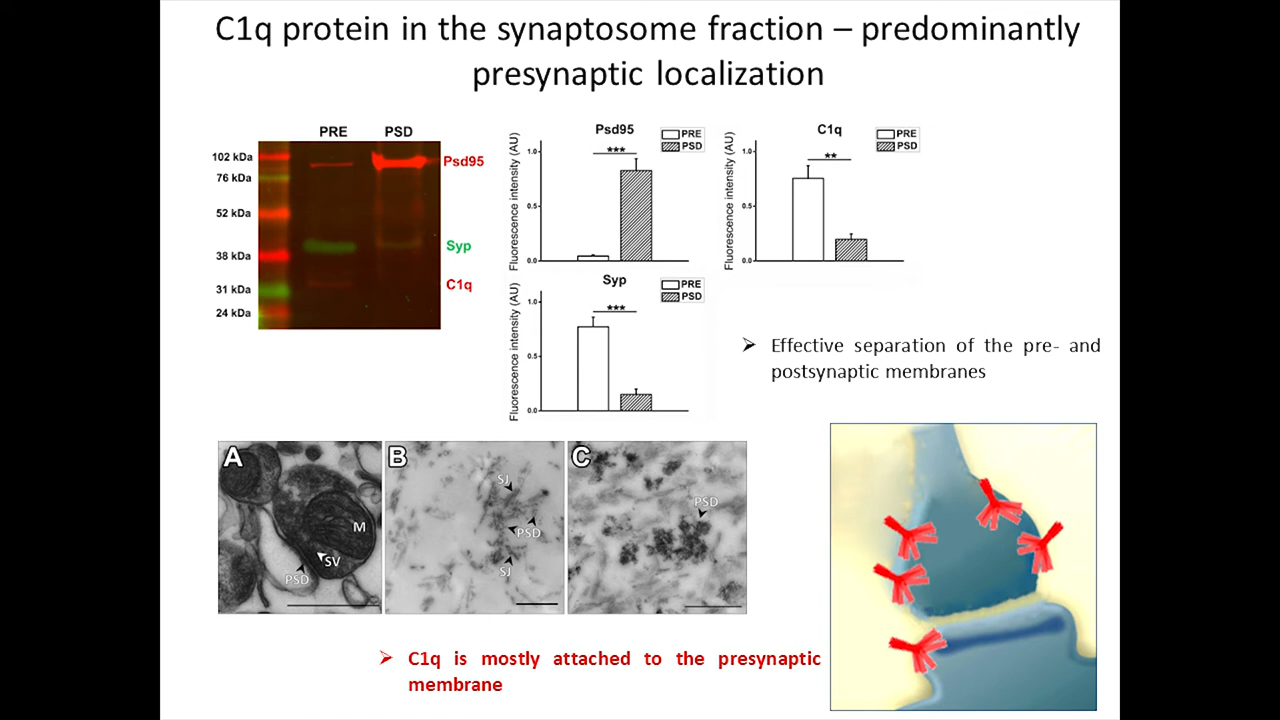 C1q protein in the synaptosome fraction – predominantly
presynaptic localization
PRE PSD
102 kDa
76 kDa
52 kDa
38 kDa
31 kDa
24 kDa
Psd95
Syp
C1q
Psd95
PRE
PSD
Fluorescence intensity (AU)
1.0
0.5
0.0
***
C1q
PRE
PSD
Fluorescence intensity (AU)
1.0
0.5
0.0
**
Syp
PRE
PSD
Fluorescence intensity (AU)
1.0
0.5
0.0
***
➢ Effective separation of the pre- and
postsynaptic membranes
A
M
SV
PSD
B
SJ
PSD
SJ
C
PSD
➢ C1q is mostly attached to the presynaptic
membrane